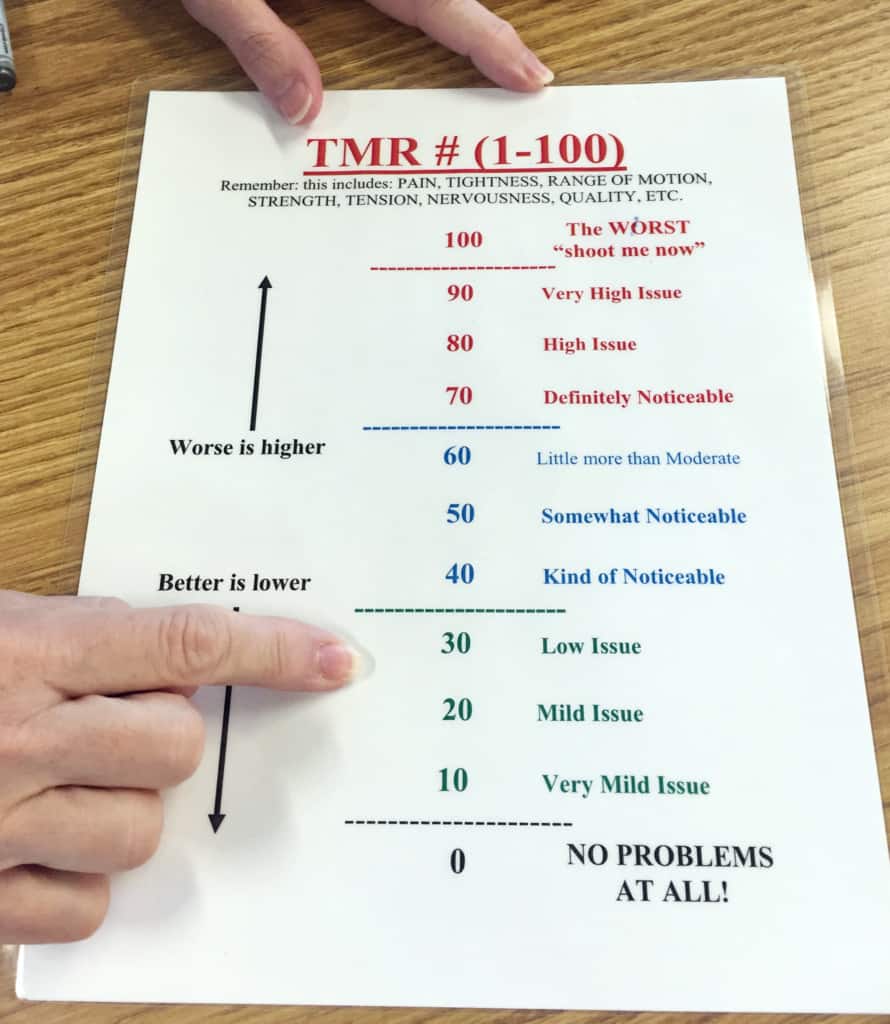 TMR # (1-100)
Remember: this includes: PAIN, TIGHTNESS, RANGE OF MOTION,
STRENGTH, TENSION, NERVOUSNESS, QUALITY, ETC.
100 The WORST
“shoot me now”
90 Very High Issue
80 High Issue
70 Definitely Noticeable
Worse is higher
60 Little more than Moderate
50 Somewhat Noticeable
40 Kind of Noticeable
Better is lower
30 Low Issue
20 Mild Issue
10 Very Mild Issue
0 NO PROBLEMS
AT ALL!